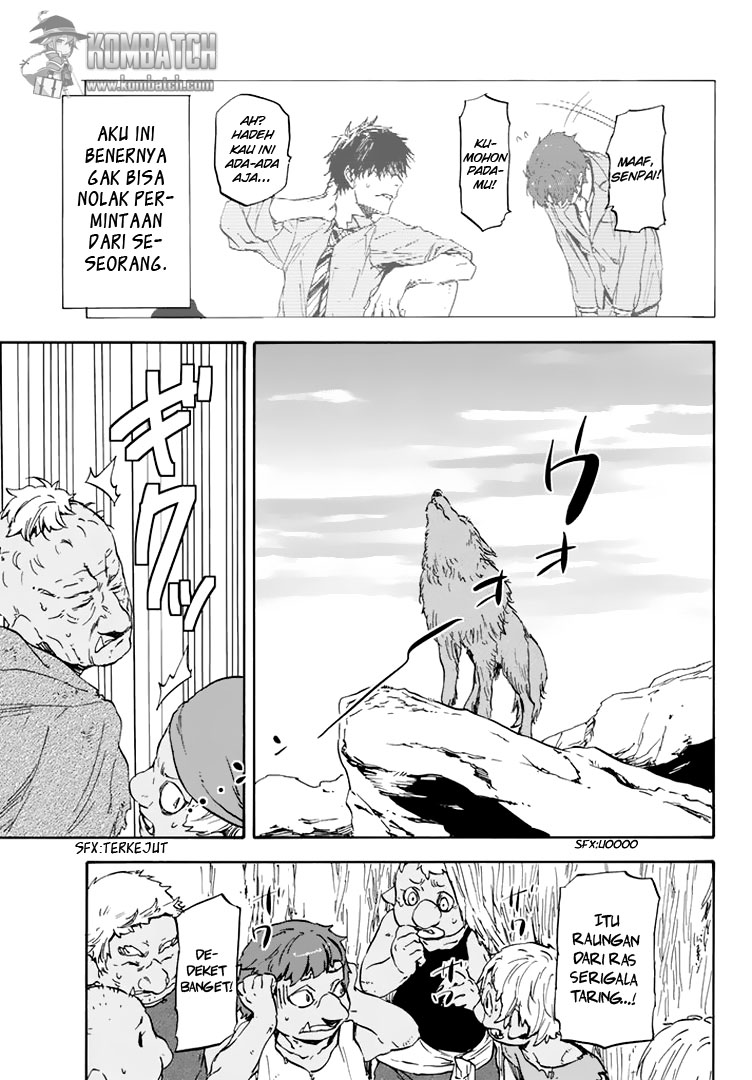 KOMBATCH
www.kombatch.com
MAAF,
SENPAI!
KU-
MOHON
PADA-
MU!
AH?
HADEH
KAU INI
ADA-ADA
AJA...
AKU INI
BENERNYA
GAK BISA
NOLAK PER-
MINTAAN
DARI SE-
SEORANG.
ウォォー
SFX:UOOOO
ギクッ
SFX:TERKEJUT
ITU
RAUNGAN
DARI RAS
SERIGALA
TARING...!
DE-
DEKET
BANGET!